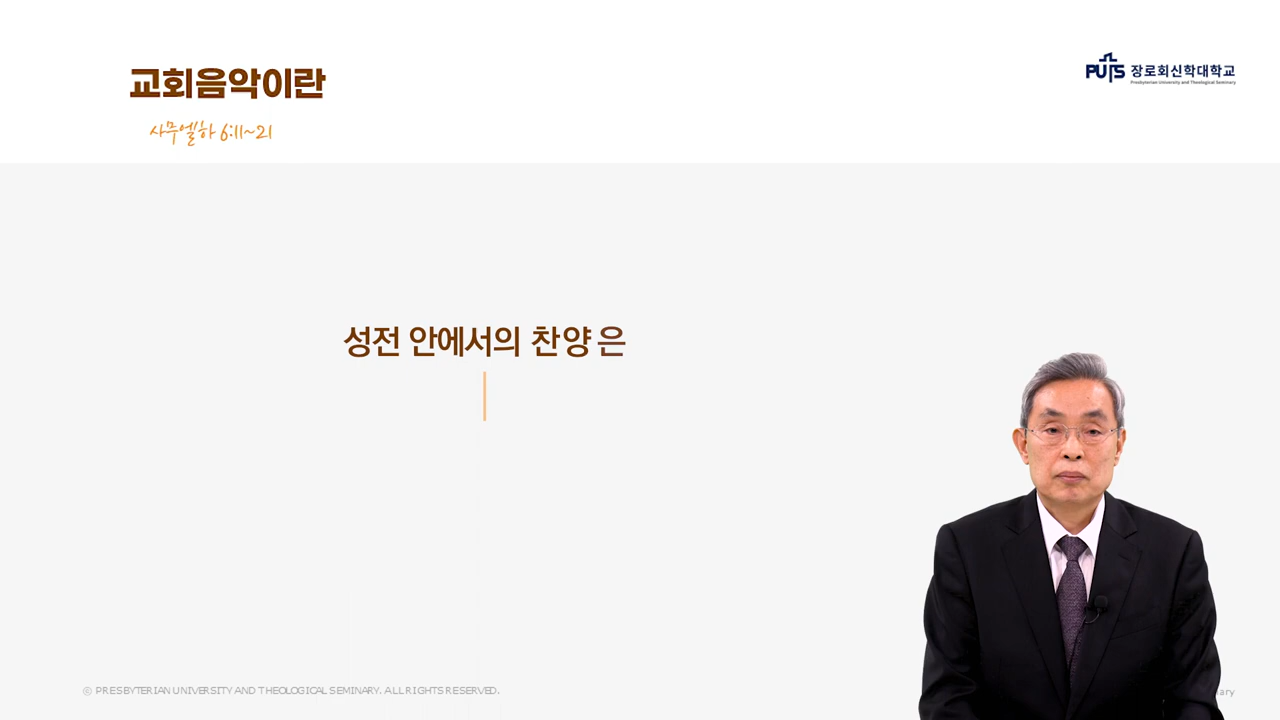 교회음악이란
사무엘하 6:11~21
PUTS 장로회신학대학교
Presbyterian University and Theological Seminary
성전 안에서의 찬양은
© PRESBYTERIAN UNIVERSITY AND THEOLOGICAL SEMINARY. ALL RIGHTS RESERVED.